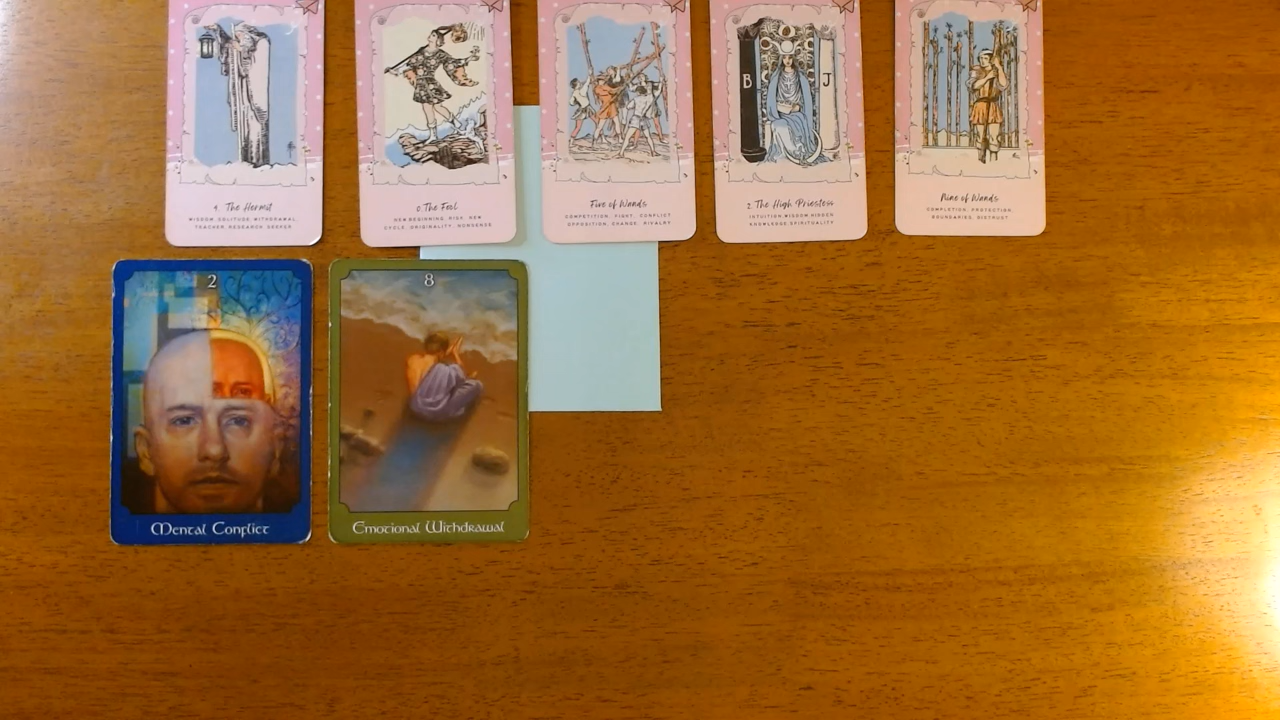 B
J
9. The Hermit
WISDOM, SOLITUDE, WITHDRAWAL,
TEACHER, RESEARCH SEEKER
0 The Fool
NEW BEGINNING, RISK, NEW
CYCLE, ORIGINALITY, NONSENSE
Five of Wands
COMPETITION, FIGHT, CONFLICT
OPPOSITION, CHANGE, RIVALRY
2. The High Priestess
INTUITION, WISDOM, HIDDEN
KNOWLEDGE, SPIRITUALITY
Nine of Wands
COMPLETION, PROTECTION,
BOUNDARIES, DISTRUST
2
Mental Conflict
8
Emotional Withdrawal